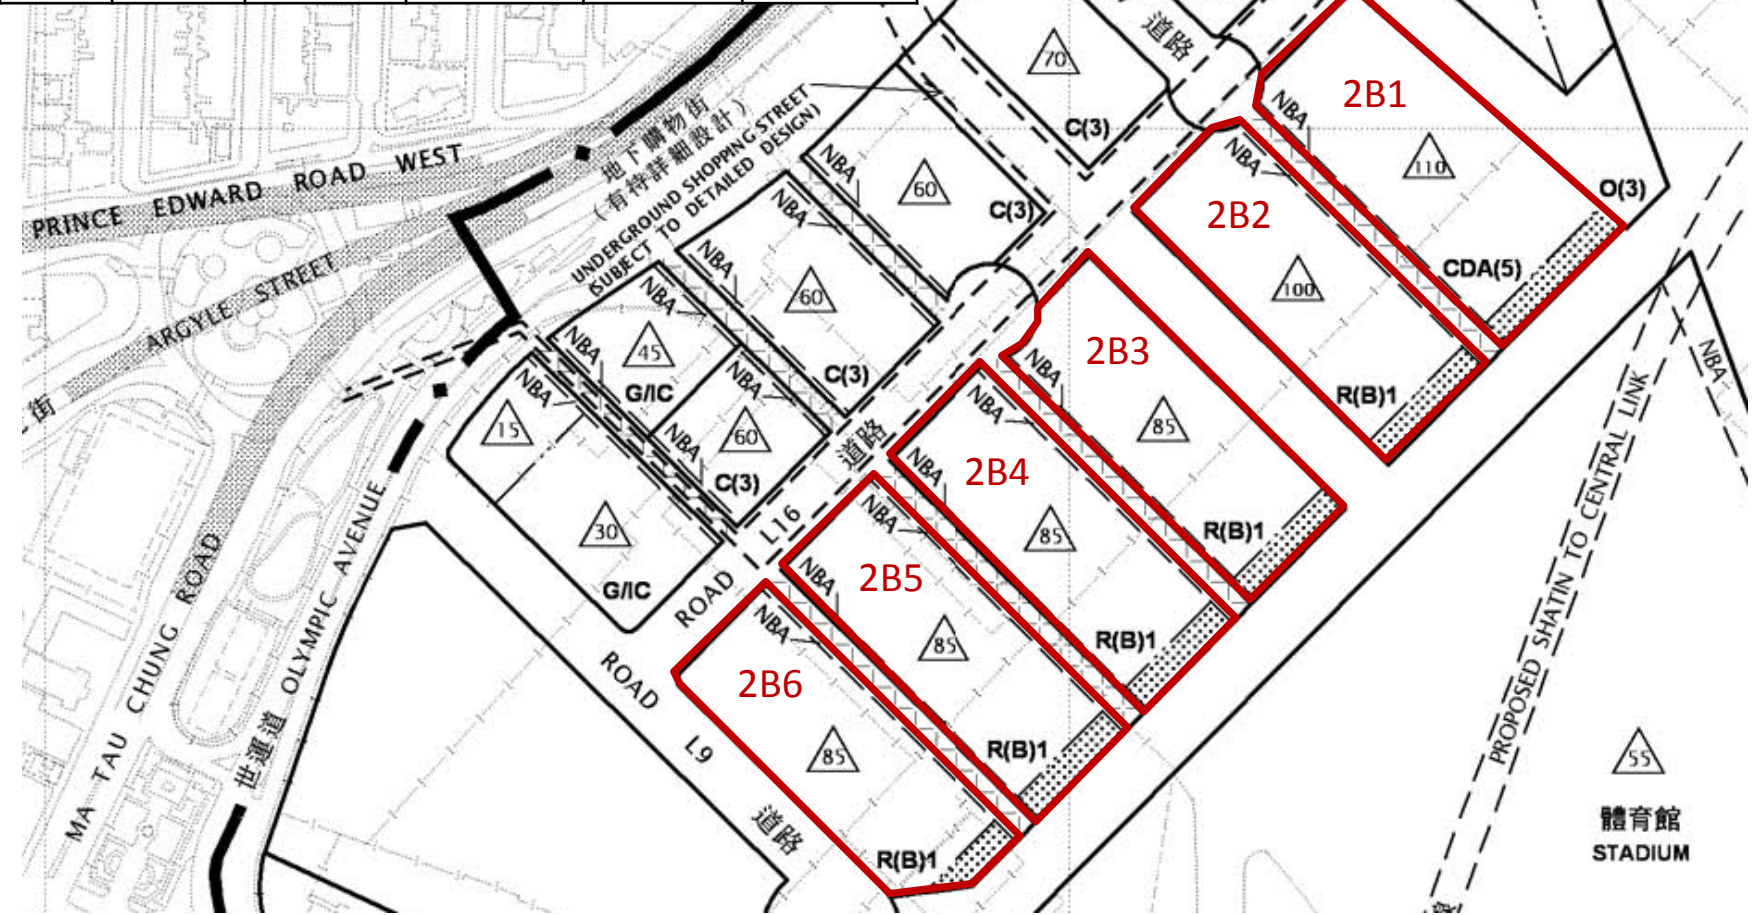 道路
70
C(3)
2B1
NBA
110
O(3)
CDA(5)
NBA
2B2
100
R(B)1
PRINCE EDWARD ROAD WEST
ARGYLE STREET
街
地下購物街
(有待詳細設計)
UNDERGROUND SHOPPING STREET
(SUBJECT TO DETAILED DESIGN)
NBA
60
C(3)
NBA
NBA
60
C(3)
NBA
45
G/IC
NBA
NBA
60
C(3)
NBA
NBA
15
30
G/IC
道路
ROAD L16
2B3
NBA
85
R(B)1
2B4
NBA
NBA
85
R(B)1
2B5
NBA
NBA
85
R(B)1
2B6
NBA
85
R(B)1
ROAD L9
道路
MA TAU CHUNG ROAD
世運道 OLYMPIC AVENUE
PROPOSED SHATIN TO CENTRAL LINK
NBA
55
體育館
STADIUM